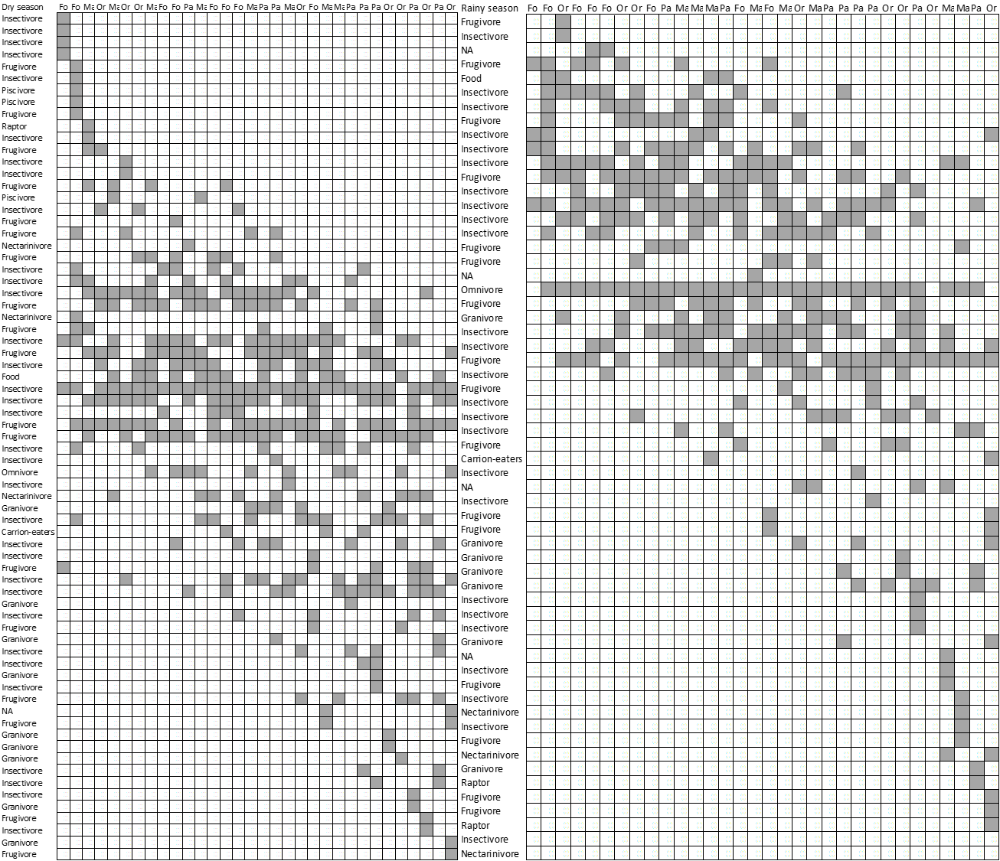 Dry season Fo Fo Ma Or Ma Or Or Ma Fo Fo Pa Ma Fo Fo Fo Ma Pa Pa Ma Or Fo Ma Ma Pa Pa Pa Or Or Pa Or Pa Or
Insectivore
Insectivore
Insectivore
Insectivore
Frugivore
Insectivore
Piscivore
Piscivore
Frugivore
Raptor
Insectivore
Frugivore
Insectivore
Insectivore
Frugivore
Piscivore
Insectivore
Frugivore
Frugivore
Nectarinivore
Frugivore
Insectivore
Insectivore
Insectivore
Frugivore
Nectarinivore
Frugivore
Insectivore
Frugivore
Insectivore
Food
Insectivore
Insectivore
Insectivore
Frugivore
Frugivore
Insectivore
Insectivore
Omnivore
Insectivore
Nectarinivore
Granivore
Insectivore
Carrion-eaters
Insectivore
Insectivore
Frugivore
Insectivore
Insectivore
Granivore
Insectivore
Frugivore
Granivore
Insectivore
Insectivore
Granivore
Insectivore
Frugivore
NA
Frugivore
Granivore
Granivore
Granivore
Insectivore
Insectivore
Insectivore
Granivore
Frugivore
Insectivore
Granivore
Frugivore
Rainy season Fo Fo Or Fo Fo Fo Or Or Fo Pa Ma Ma Ma Pa Fo Ma Fo Ma Or Ma Pa Pa Pa Pa Or Or Pa Or Ma Ma Pa Or
Frugivore
Insectivore
NA
Frugivore
Food
Insectivore
Insectivore
Frugivore
Insectivore
Insectivore
Insectivore
Frugivore
Insectivore
Insectivore
Insectivore
Insectivore
Frugivore
Frugivore
NA
Omnivore
Frugivore
Granivore
Insectivore
Insectivore
Frugivore
Insectivore
Frugivore
Insectivore
Insectivore
Insectivore
Frugivore
Carrion-eaters
Insectivore
NA
Insectivore
Frugivore
Frugivore
Granivore
Granivore
Granivore
Granivore
Insectivore
Insectivore
Insectivore
Granivore
NA
Insectivore
Frugivore
Insectivore
Nectarinivore
Insectivore
Frugivore
Nectarinivore
Granivore
Raptor
Frugivore
Frugivore
Raptor
Insectivore
Nectarinivore